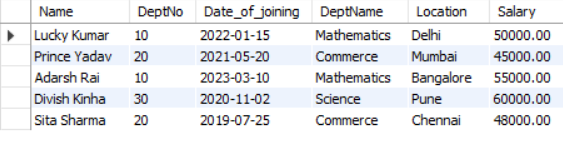 Name DeptNo Date_of_joining DeptName Location Salary
Lucky Kumar 10 2022-01-15 Mathematics Delhi 50000.00
Prince Yadav 20 2021-05-20 Commerce Mumbai 45000.00
Adarsh Rai 10 2023-03-10 Mathematics Bangalore 55000.00
Divish Kinha 30 2020-11-02 Science Pune 60000.00
Sita Sharma 20 2019-07-25 Commerce Chennai 48000.00